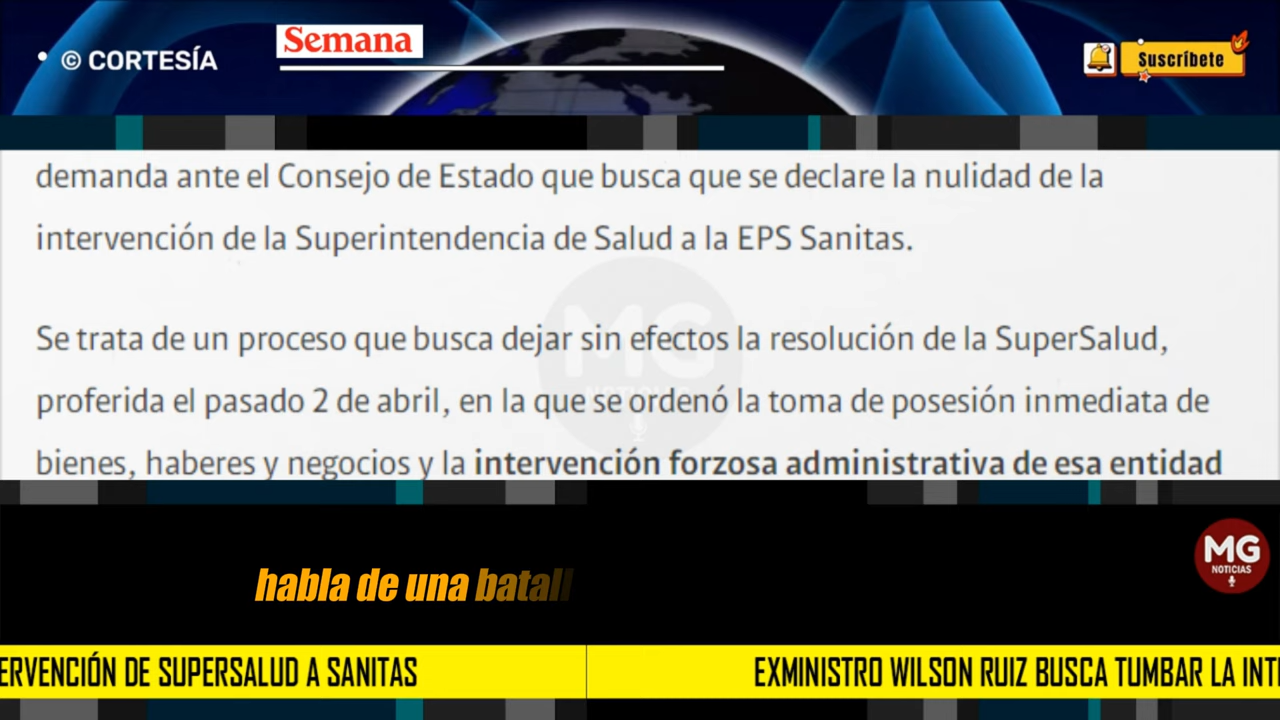 © CORTESÍA
Semana
Suscríbete
demanda ante el Consejo de Estado que busca que se declare la nulidad de la
intervención de la Superintendencia de Salud a la EPS Sanitas.
Se trata de un proceso que busca dejar sin efectos la resolución de la SuperSalud,
proferida el pasado 2 de abril, en la que se ordenó la toma de posesión inmediata de
bienes, haberes y negocios y la intervención forzosa administrativa de esa entidad
MG
NOTICIAS
habla de una batall
MG
NOTICIAS
ERVENCIÓN DE SUPERSALUD A SANITAS
EXMINISTRO WILSON RUIZ BUSCA TUMBAR LA INT